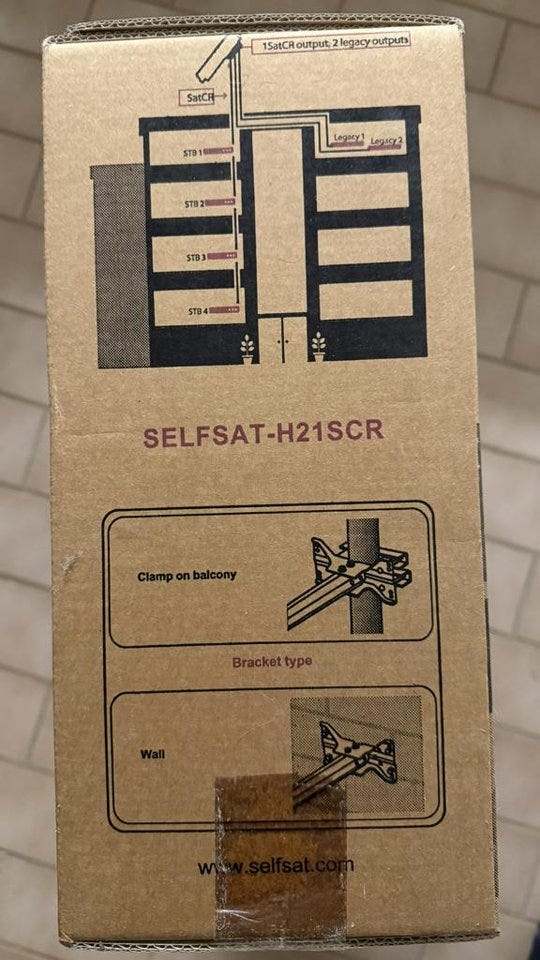 1SatCR output, 2 legacy outputs
SatCR
Legacy 1
Legacy 2
STB 1
STB 2
STB 3
STB 4
SELFSAT-H21SCR
Clamp on balcony
Bracket type
Wall
www.selfsat.com